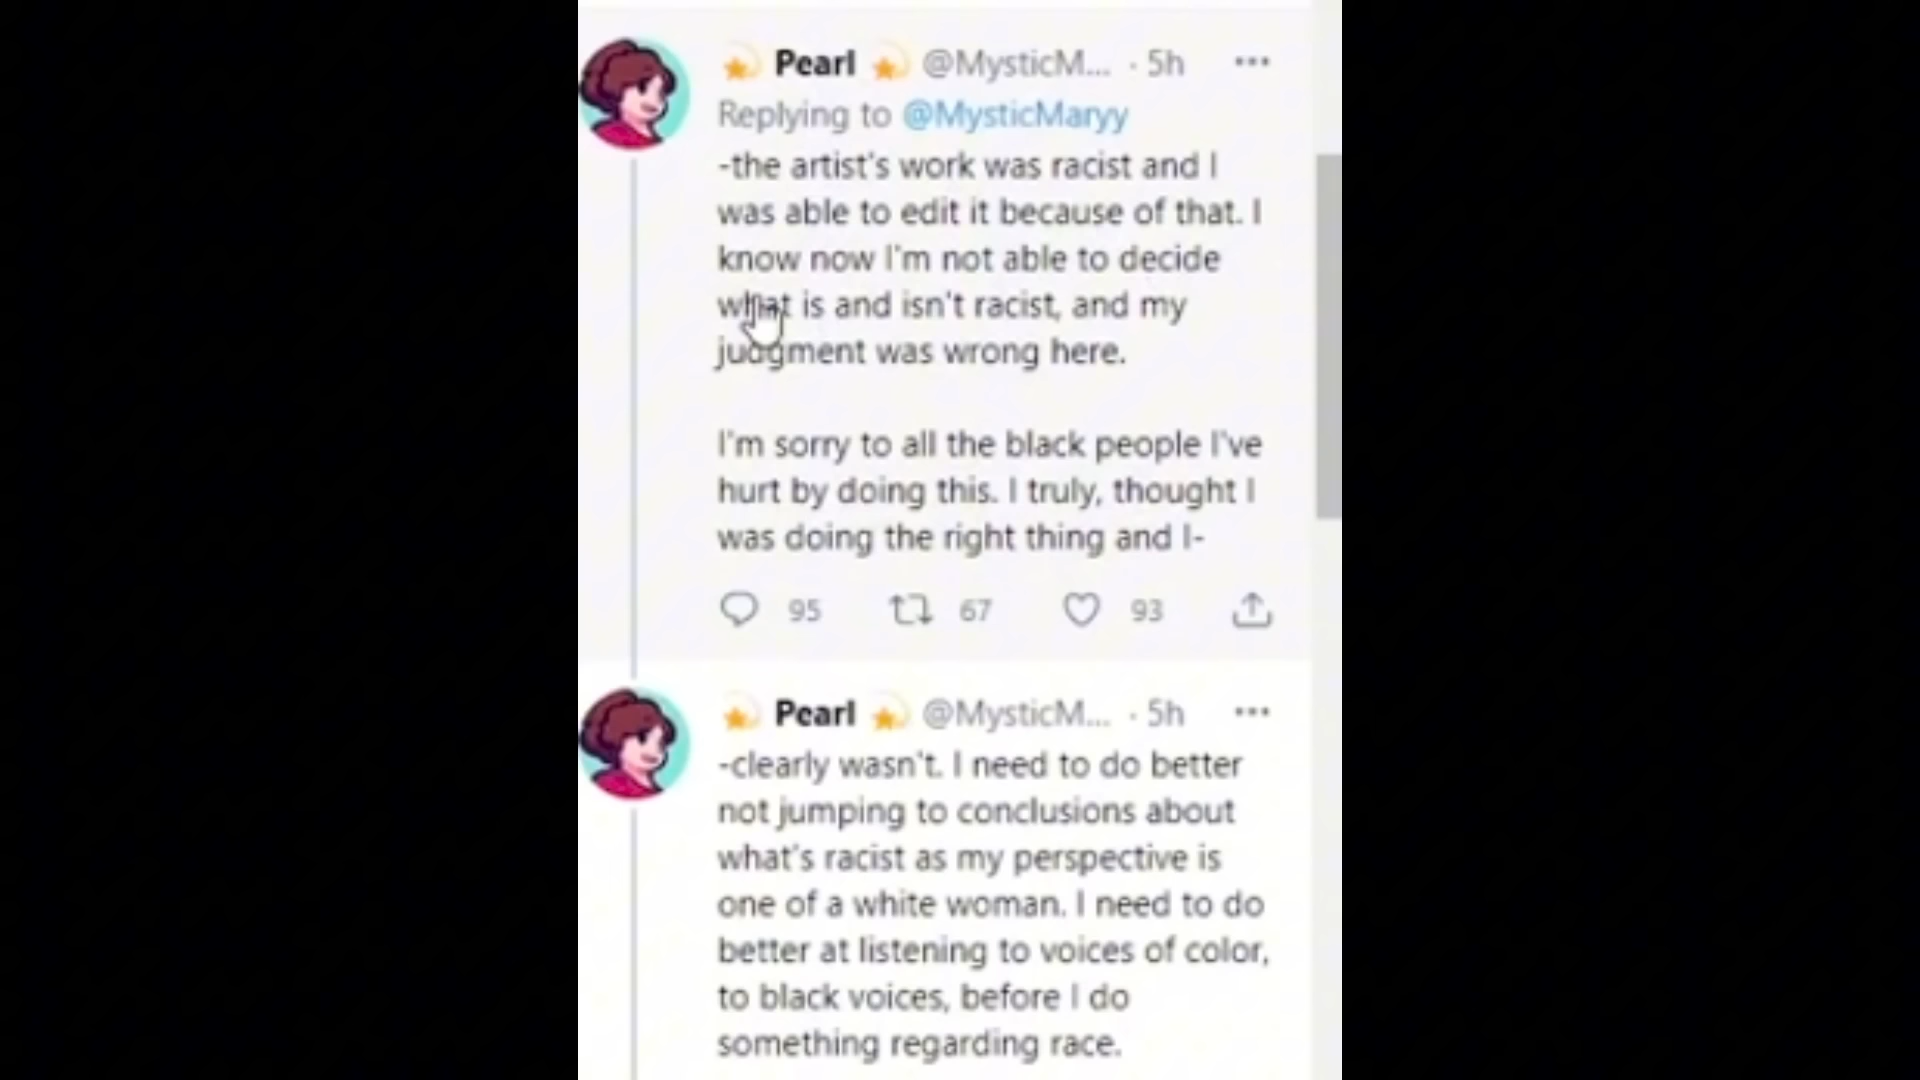 Pearl @MysticM... · 5h
Replying to @MysticMaryy
-the artist's work was racist and I
was able to edit it because of that. I
know now I'm not able to decide
what is and isn't racist, and my
judgment was wrong here.
I'm sorry to all the black people I've
hurt by doing this. I truly, thought I
was doing the right thing and I-
95 67 93
Pearl @MysticM... · 5h
-clearly wasn't. I need to do better
not jumping to conclusions about
what's racist as my perspective is
one of a white woman. I need to do
better at listening to voices of color,
to black voices, before I do
something regarding race.